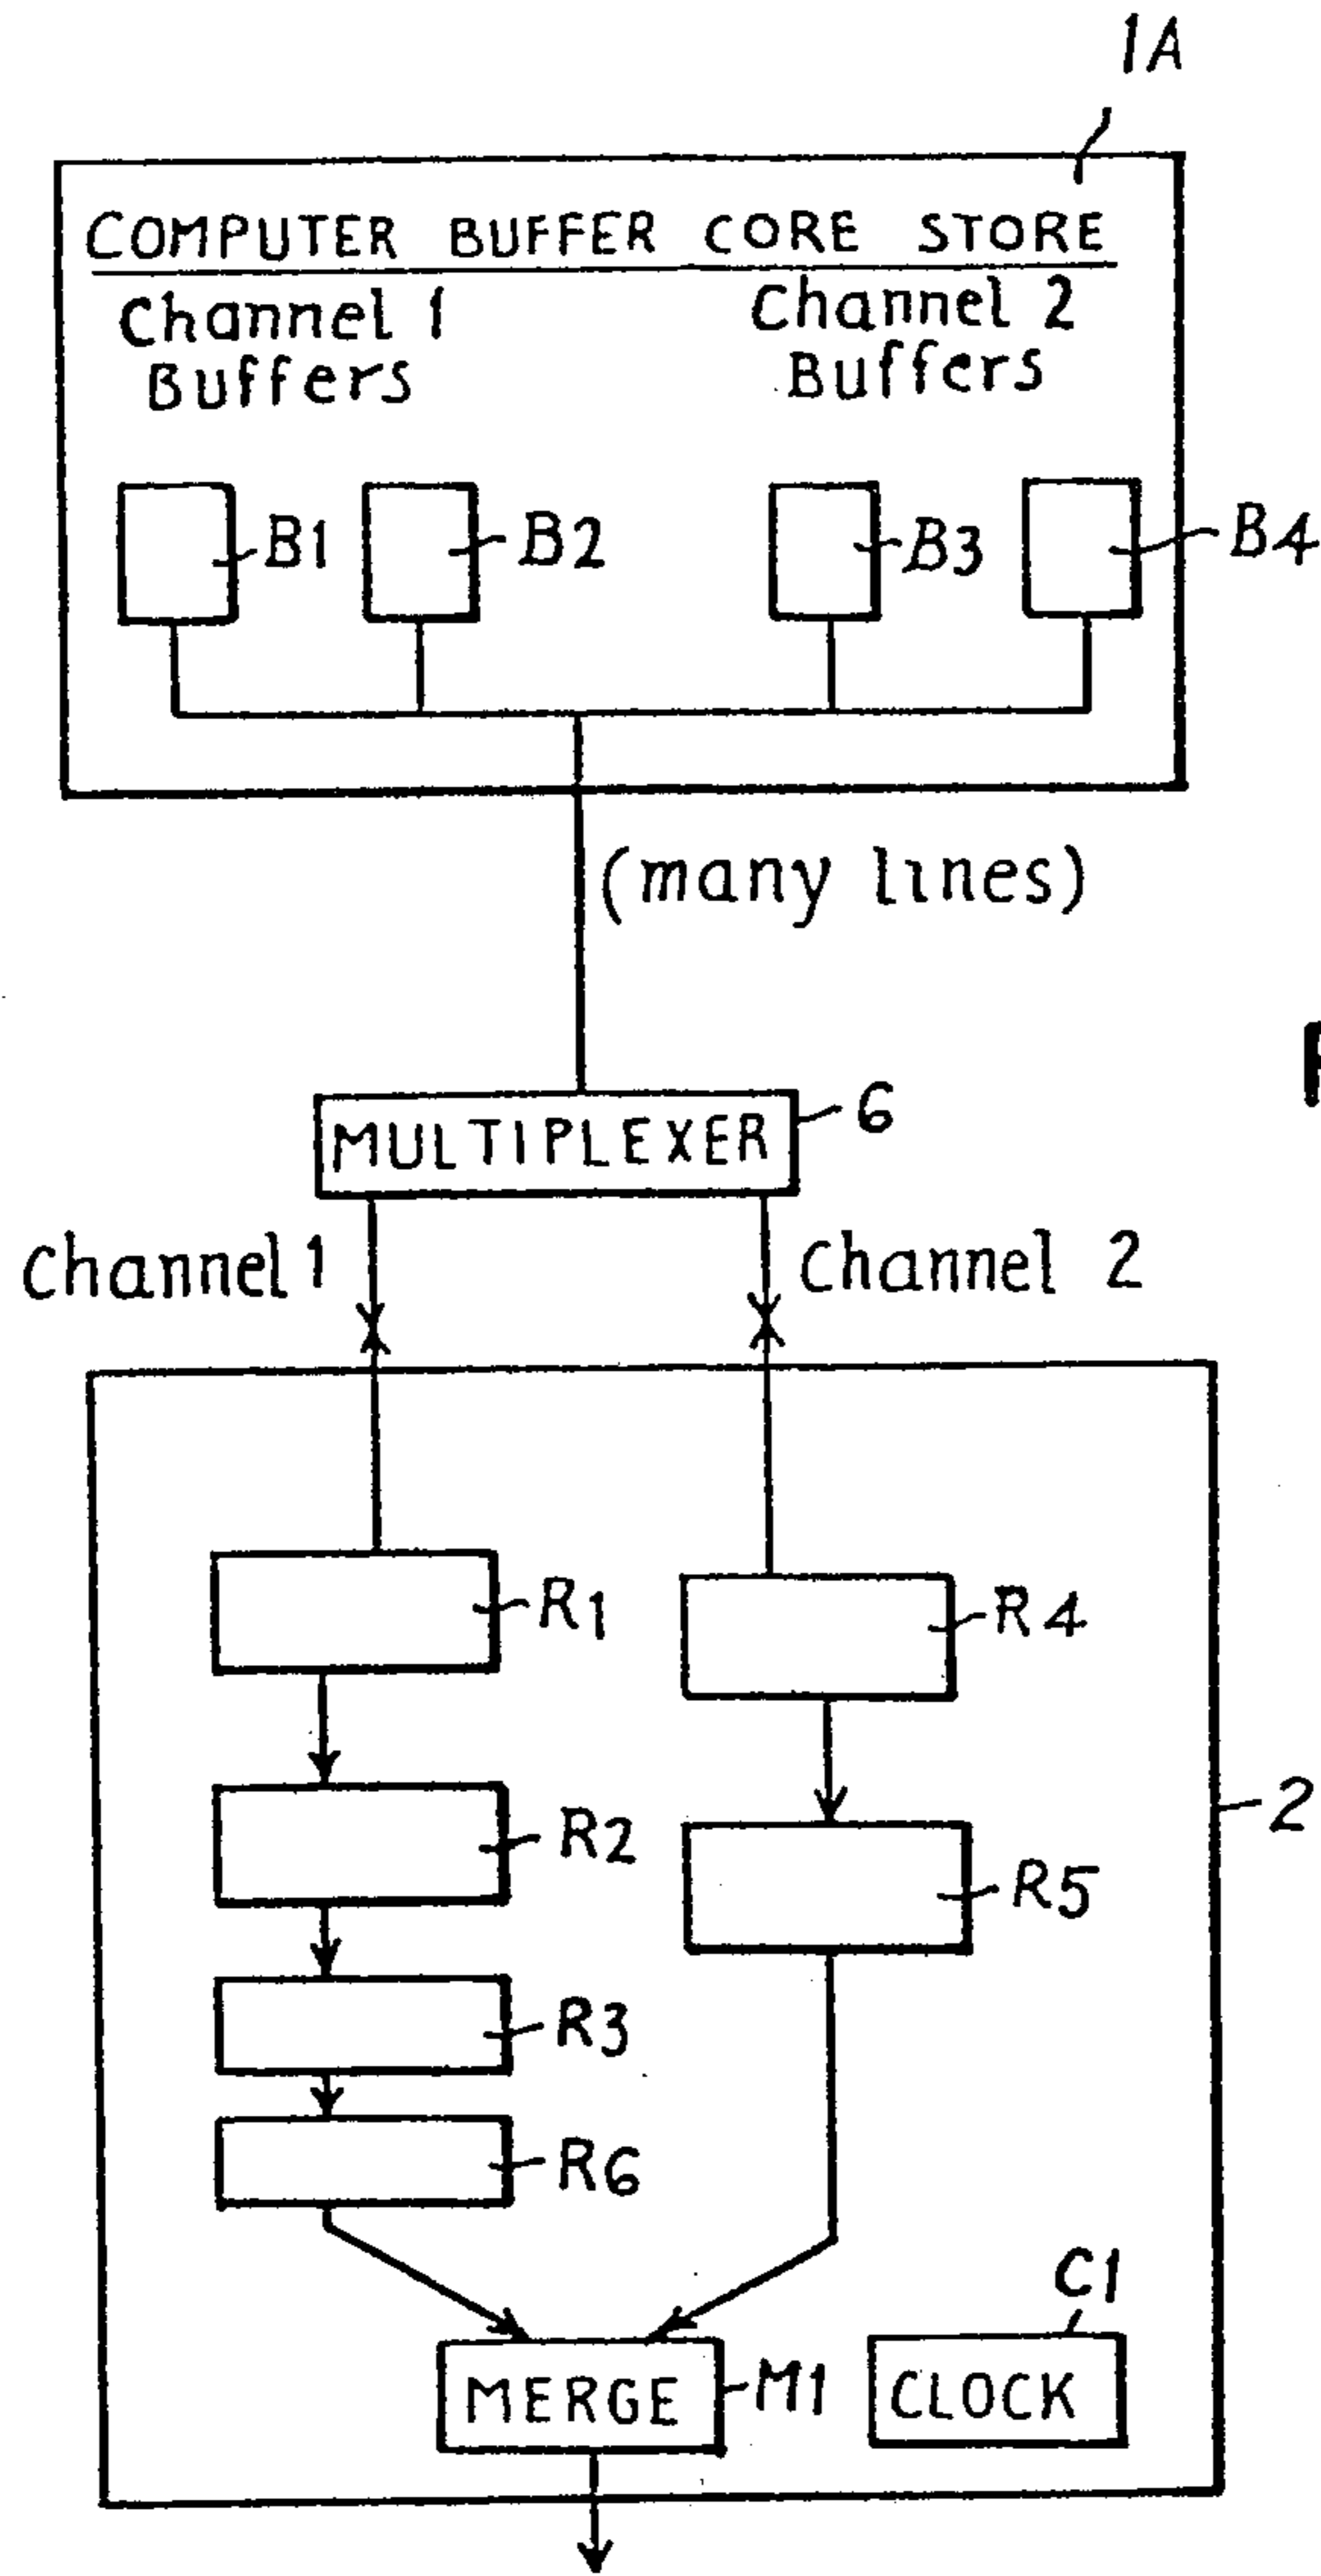 1A
COMPUTER BUFFER CORE STORE
Channel 1 Channel 2
Buffers Buffers
B1 B2 B3 B4
(many lines)
MULTIPLEXER 6
Channel 1 Channel 2
R1 R4
R2 2
R5
R3
R6
C1
MERGE M1 CLOCK